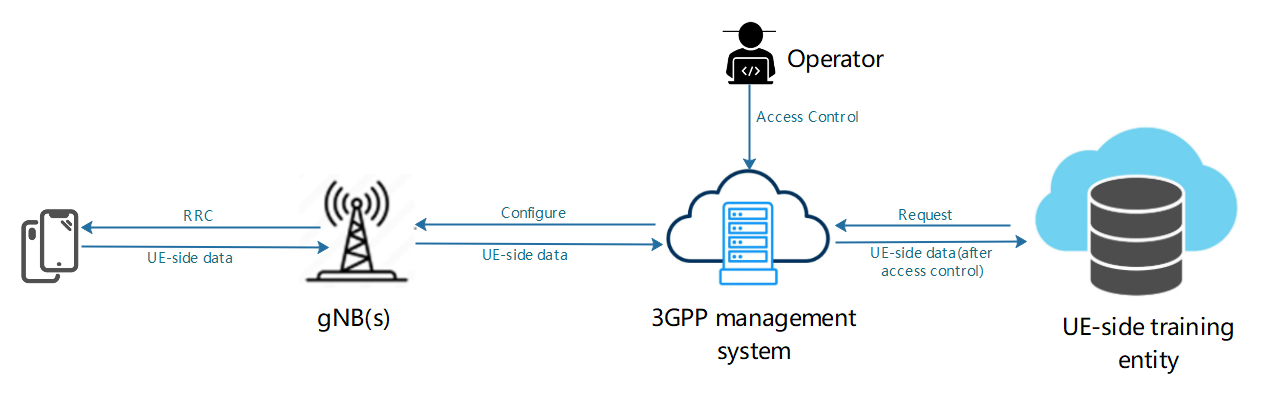 Operator
Access Control
RRC
UE-side data
Configure
UE-side data
Request
UE-side data(after
access control)
gNB(s)
3GPP management
system
UE-side training
entity